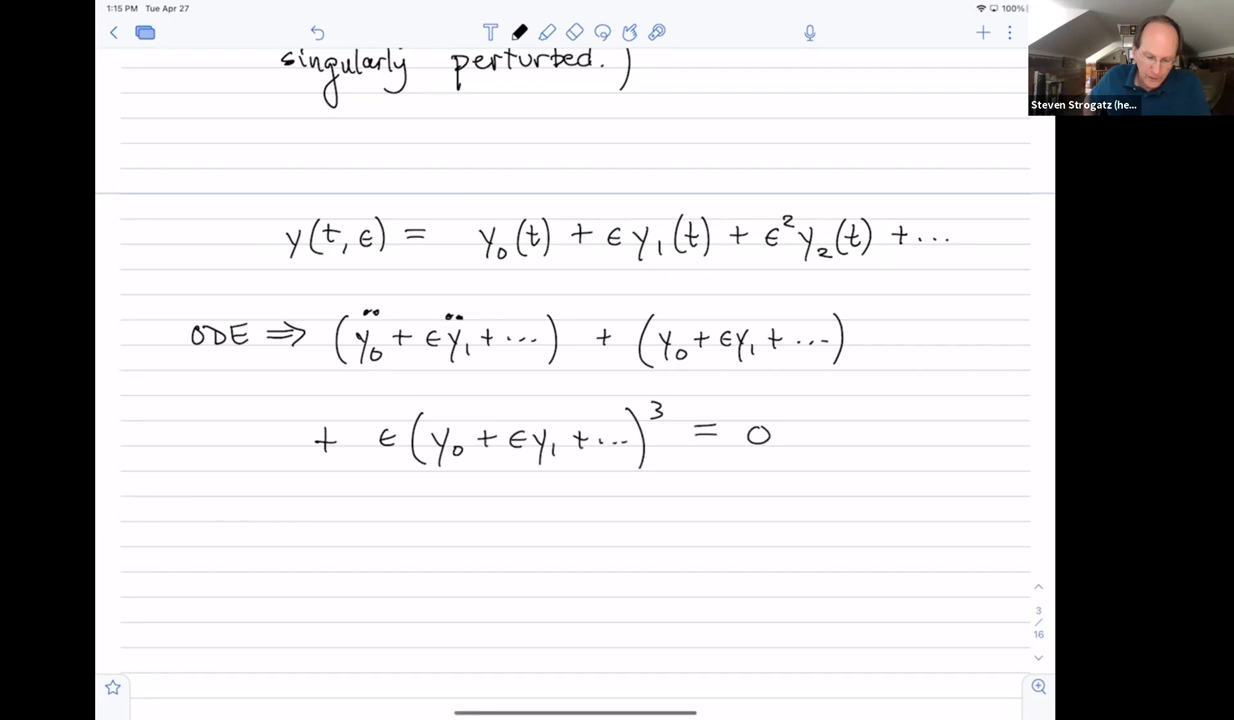 1:15 PM Tue Apr 27
100%
singularly perturbed. )
Steven Strogatz (he...
y(t, ϵ) = y₀(t) + ϵ y₁(t) + ϵ² y₂(t) + ...
ODE ⇒ (ÿ₀ + ϵ ÿ₁ + ...) + (y₀ + ϵ y₁ + ...)
+ ϵ (y₀ + ϵ y₁ + ...)³ = 0
3
/
16